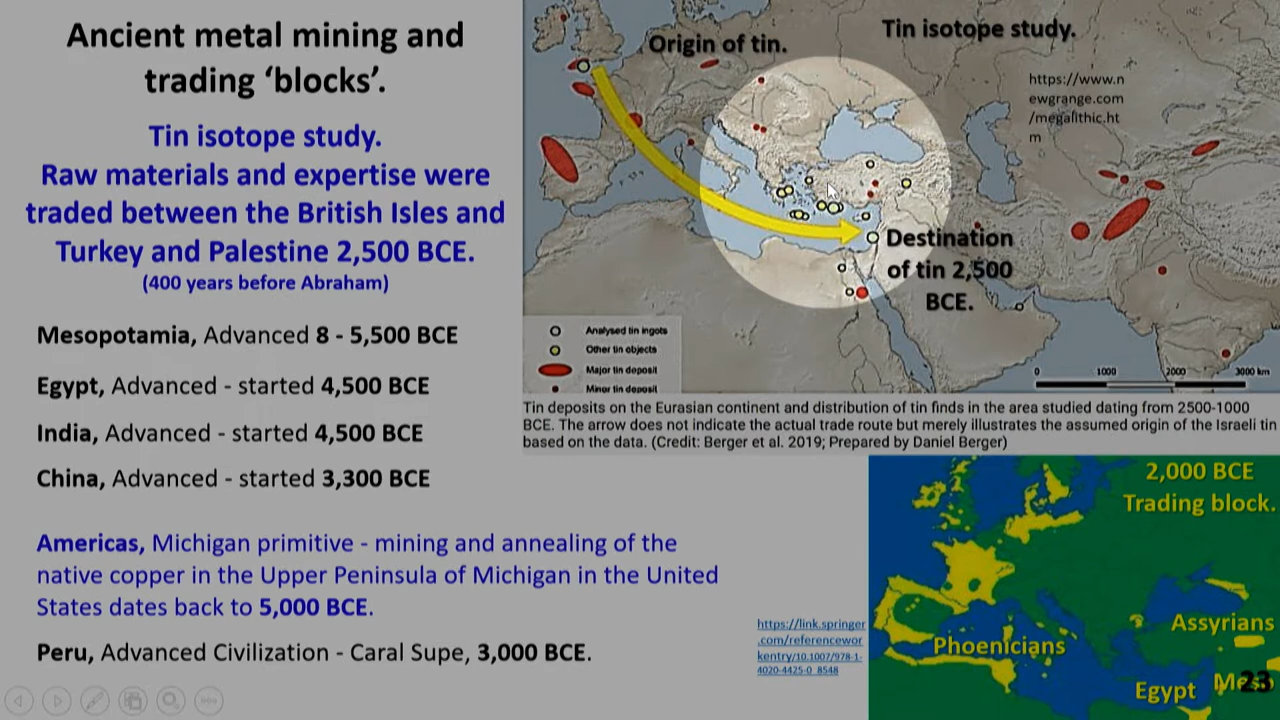 Ancient metal mining and
trading ‘blocks’.
Tin isotope study.
Raw materials and expertise were
traded between the British Isles and
Turkey and Palestine 2,500 BCE.
(400 years before Abraham)
Mesopotamia, Advanced 8 - 5,500 BCE
Egypt, Advanced - started 4,500 BCE
India, Advanced - started 4,500 BCE
China, Advanced - started 3,300 BCE
Americas, Michigan primitive - mining and annealing of the
native copper in the Upper Peninsula of Michigan in the United
States dates back to 5,000 BCE.
Peru, Advanced Civilization - Caral Supe, 3,000 BCE.
Origin of tin.
Tin isotope study.
https://www.n
ewgrange.com
/megalithic.ht
m
Destination
of tin 2,500
BCE.
Analysed tin ingots
Other tin objects
Major tin deposit
Minor tin deposit
0 1000 2000 3000 km
Tin deposits on the Eurasian continent and distribution of tin finds in the area studied dating from 2500-1000
BCE. The arrow does not indicate the actual trade route but merely illustrates the assumed origin of the Israeli tin
based on the data. (Credit: Berger et al. 2019; Prepared by Daniel Berger)
https://link.springer
.com/referencewor
kentry/10.1007/978-1-
4020-4425-0_8548
2,000 BCE
Trading block.
Assyrians
Phoenicians
Egypt
23